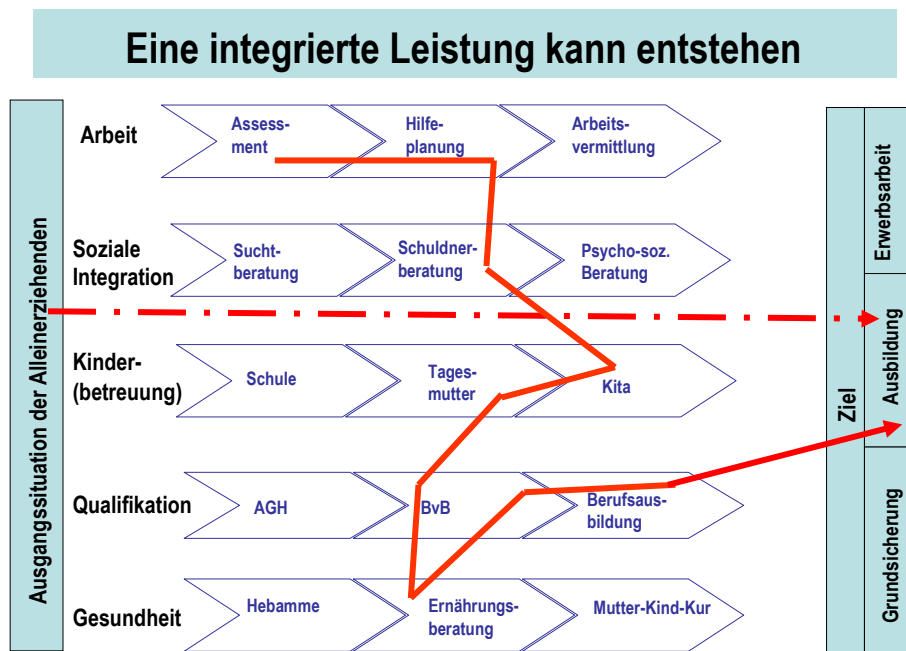 Eine integrierte Leistung kann entstehen
Ausgangssituation der Alleinerziehenden
Arbeit
Assess-
ment
Hilfe-
planung
Arbeits-
vermittlung
Soziale
Integration
Sucht-
beratung
Schuldner-
beratung
Psycho-soz.
Beratung
Kinder-
(betreuung)
Schule
Tages-
mutter
Kita
Qualifikation
AGH
BvB
Berufsaus-
bildung
Gesundheit
Hebamme
Ernährungs-
beratung
Mutter-Kind-Kur
Ziel
Erwerbsarbeit
Ausbildung
Grundsicherung